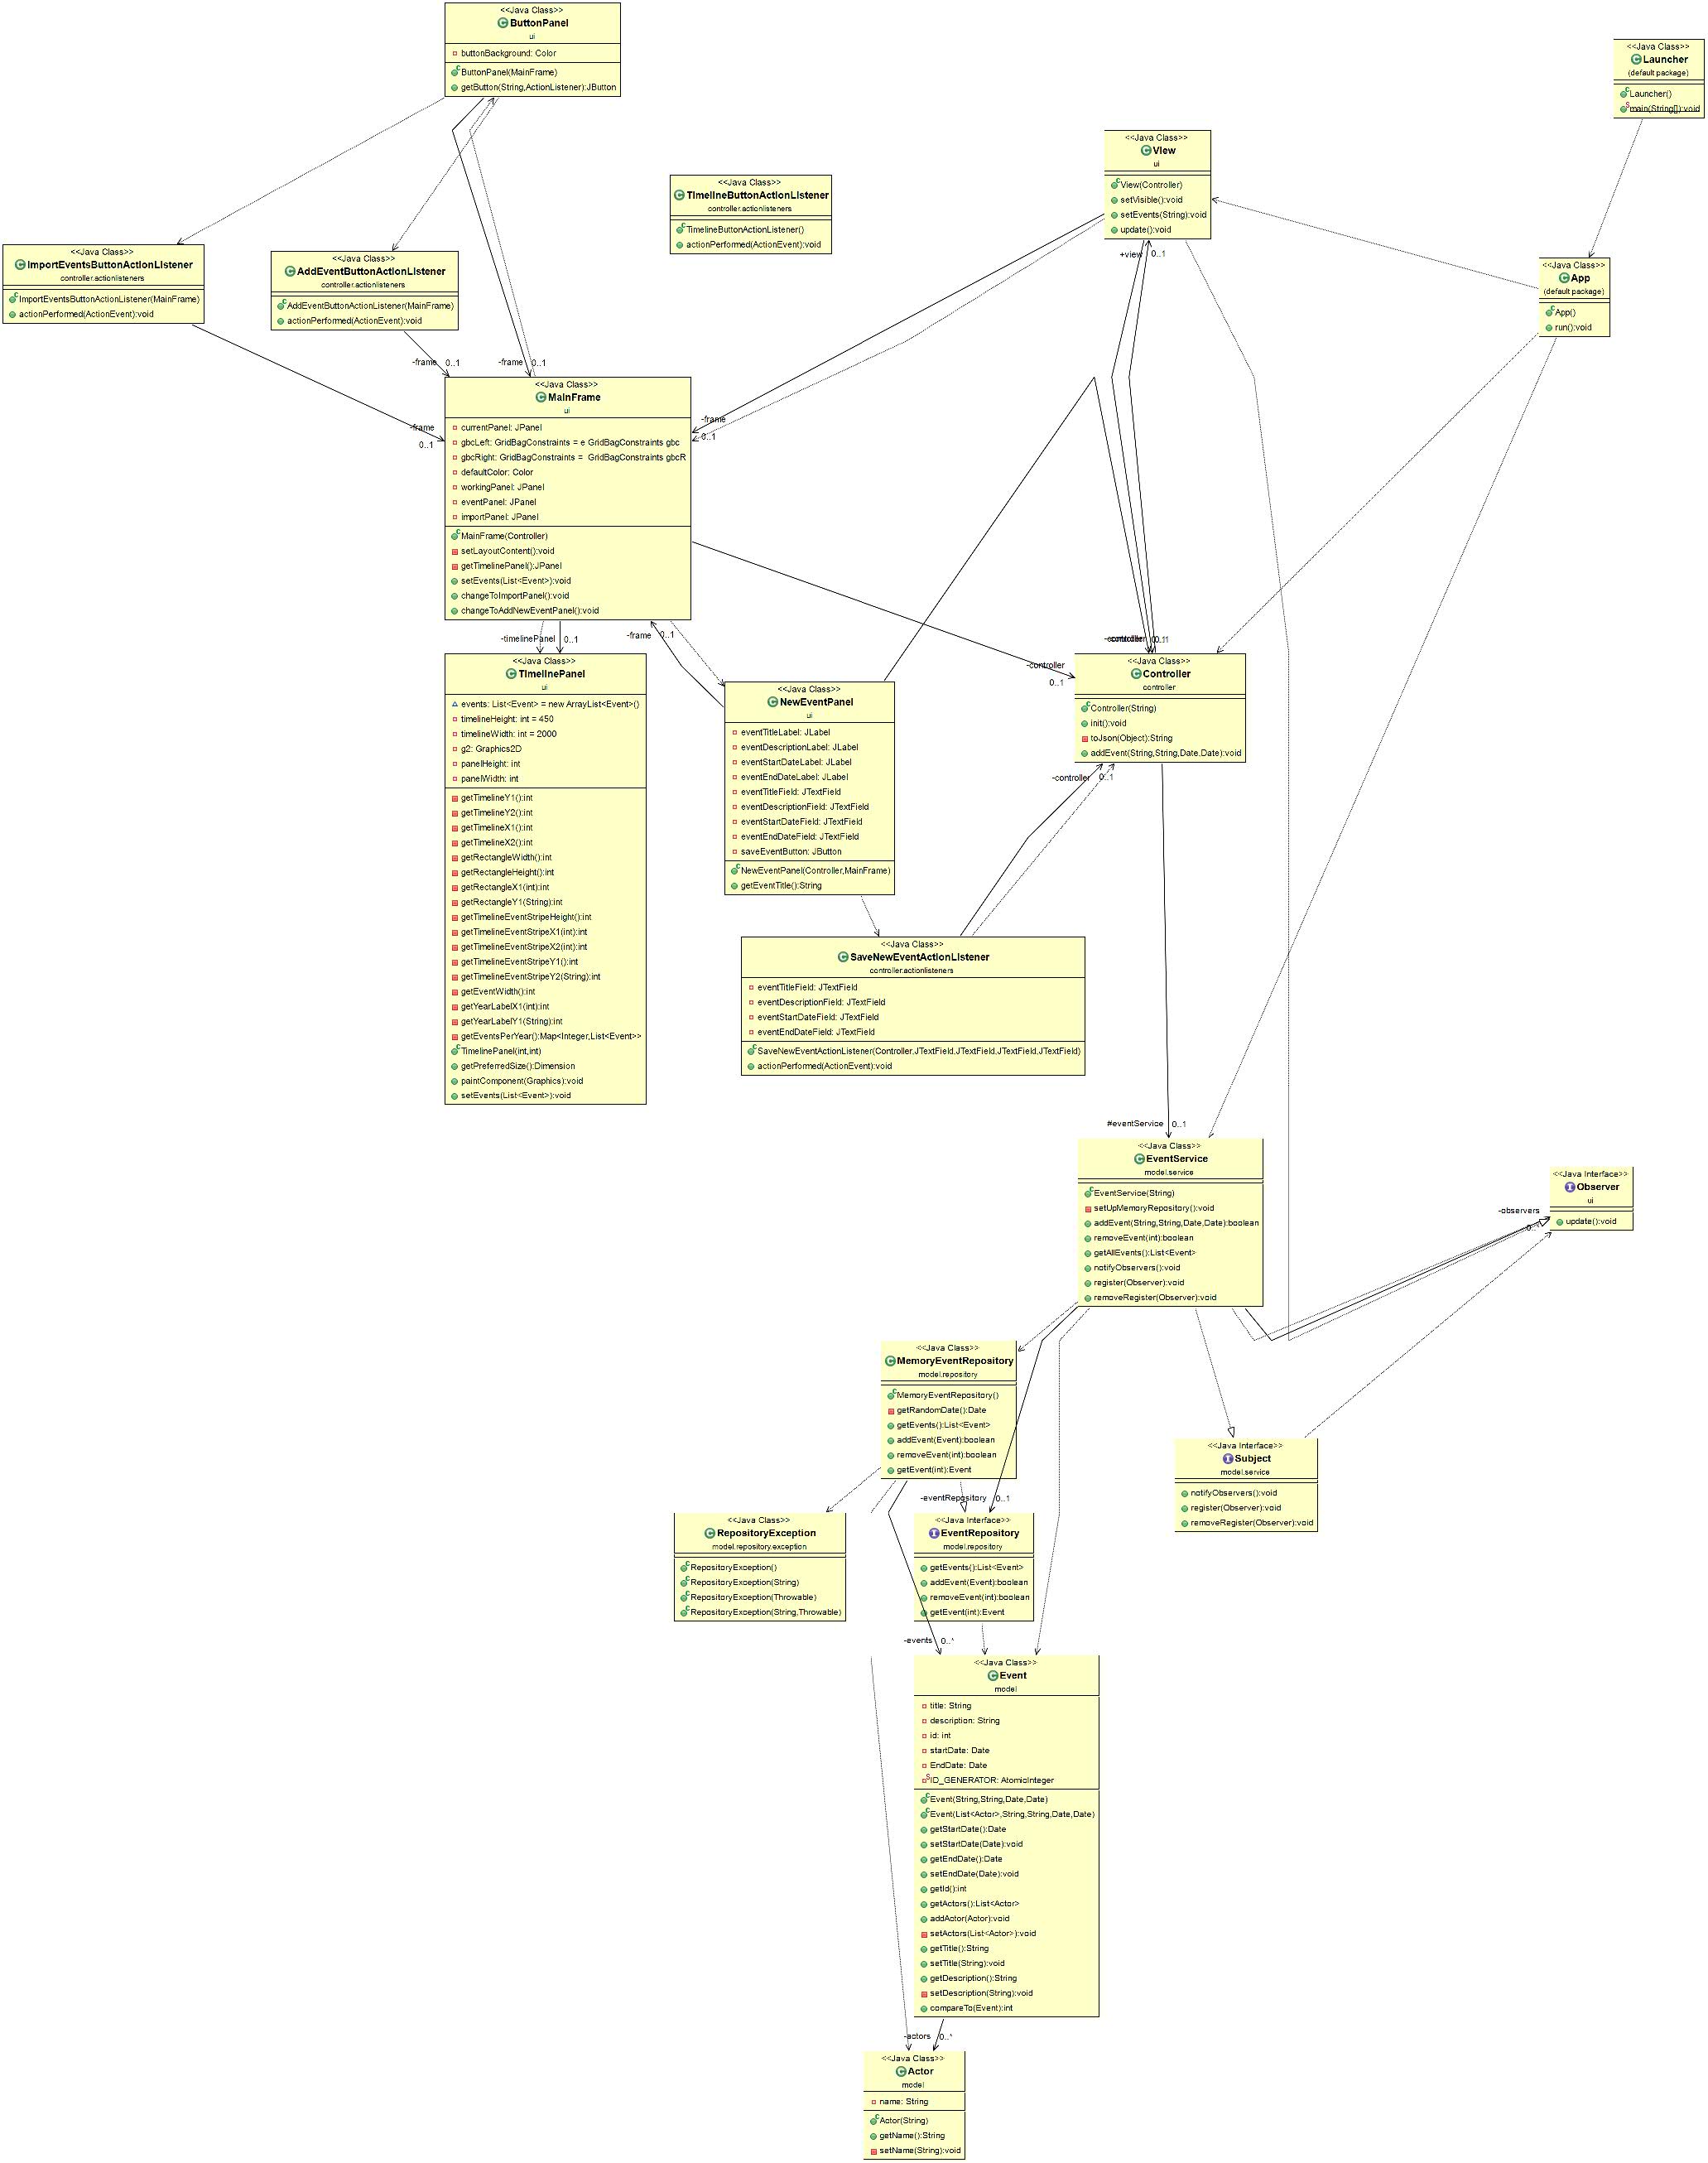 <<Java Class>>
ButtonPanel
ui
buttonBackground: Color
ButtonPanel(MainFrame)
getButton(String,ActionListener):JButton
<<Java Class>>
Launcher
(default package)
Launcher()
main(String[]):void
<<Java Class>>
View
ui
View(Controller)
setVisible():void
setEvents(String):void
update():void
<<Java Class>>
TimelineButtonActionListener
controller.actionlisteners
TimelineButtonActionListener()
actionPerformed(ActionEvent):void
<<Java Class>>
ImportEventsButtonActionListener
controller.actionlisteners
ImportEventsButtonActionListener(MainFrame)
actionPerformed(ActionEvent):void
<<Java Class>>
AddEventButtonActionListener
controller.actionlisteners
AddEventButtonActionListener(MainFrame)
actionPerformed(ActionEvent):void
+view 0..1
<<Java Class>>
App
(default package)
App()
run():void
-frame 0..1
-frame 0..1
-frame
0..1
-frame
0..1
<<Java Class>>
MainFrame
ui
currentPanel: JPanel
gbcLeft: GridBagConstraints = e GridBagConstraints gbc
gbcRight: GridBagConstraints =  GridBagConstraints gbcR
defaultColor: Color
workingPanel: JPanel
eventPanel: JPanel
importPanel: JPanel
MainFrame(Controller)
setLayoutContent():void
getTimelinePanel():JPanel
setEvents(List<Event>):void
changeToImportPanel():void
changeToAddNewEventPanel():void
-timelinePanel 0..1
-frame 0..1
-controller
0..1
-controller 0..1
<<Java Class>>
TimelinePanel
ui
events: List<Event> = new ArrayList<Event>()
timelineHeight: int = 450
timelineWidth: int = 2000
g2: Graphics2D
panelHeight: int
panelWidth: int
getTimelineY1():int
getTimelineY2():int
getTimelineX1():int
getTimelineX2():int
getRectangleWidth():int
getRectangleHeight():int
getRectangleX1(int):int
getRectangleY1(String):int
getTimelineEventStripeHeight():int
getTimelineEventStripeX1(int):int
getTimelineEventStripeX2(int):int
getTimelineEventStripeY1():int
getTimelineEventStripeY2(String):int
getEventWidth():int
getYearLabelX1(int):int
getYearLabelY1(String):int
getEventsPerYear():Map<Integer,List<Event>>
TimelinePanel(int,int)
getPreferredSize():Dimension
paintComponent(Graphics):void
setEvents(List<Event>):void
<<Java Class>>
NewEventPanel
ui
eventTitleLabel: JLabel
eventDescriptionLabel: JLabel
eventStartDateLabel: JLabel
eventEndDateLabel: JLabel
eventTitleField: JTextField
eventDescriptionField: JTextField
eventStartDateField: JTextField
eventEndDateField: JTextField
saveEventButton: JButton
NewEventPanel(Controller,MainFrame)
getEventTitle():String
<<Java Class>>
Controller
controller
Controller(String)
init():void
toJson(Object):String
addEvent(String,String,Date,Date):void
-controller 0..1
<<Java Class>>
SaveNewEventActionListener
controller.actionlisteners
eventTitleField: JTextField
eventDescriptionField: JTextField
eventStartDateField: JTextField
eventEndDateField: JTextField
SaveNewEventActionListener(Controller,JTextField,JTextField,JTextField,JTextField)
actionPerformed(ActionEvent):void
#eventService 0..1
<<Java Class>>
EventService
model.service
EventService(String)
setUpMemoryRepository():void
addEvent(String,String,Date,Date):boolean
removeEvent(int):boolean
getAllEvents():List<Event>
notifyObservers():void
register(Observer):void
removeRegister(Observer):void
-observers
0..*
<<Java Interface>>
Observer
ui
update():void
<<Java Class>>
MemoryEventRepository
model.repository
MemoryEventRepository()
getRandomDate():Date
getEvents():List<Event>
addEvent(Event):boolean
removeEvent(int):boolean
getEvent(int):Event
<<Java Interface>>
Subject
model.service
notifyObservers():void
register(Observer):void
removeRegister(Observer):void
-eventRepository 0..1
<<Java Class>>
RepositoryException
model.repository.exception
RepositoryException()
RepositoryException(String)
RepositoryException(Throwable)
RepositoryException(String,Throwable)
<<Java Interface>>
EventRepository
model.repository
getEvents():List<Event>
addEvent(Event):boolean
removeEvent(int):boolean
getEvent(int):Event
-events 0..*
<<Java Class>>
Event
model
title: String
description: String
id: int
startDate: Date
EndDate: Date
ID_GENERATOR: AtomicInteger
Event(String,String,Date,Date)
Event(List<Actor>,String,String,Date,Date)
getStartDate():Date
setStartDate(Date):void
getEndDate():Date
setEndDate(Date):void
getId():int
getActors():List<Actor>
addActor(Actor):void
setActors(List<Actor>):void
getTitle():String
setTitle(String):void
getDescription():String
setDescription(String):void
compareTo(Event):int
-actors 0..*
<<Java Class>>
Actor
model
name: String
Actor(String)
getName():String
setName(String):void